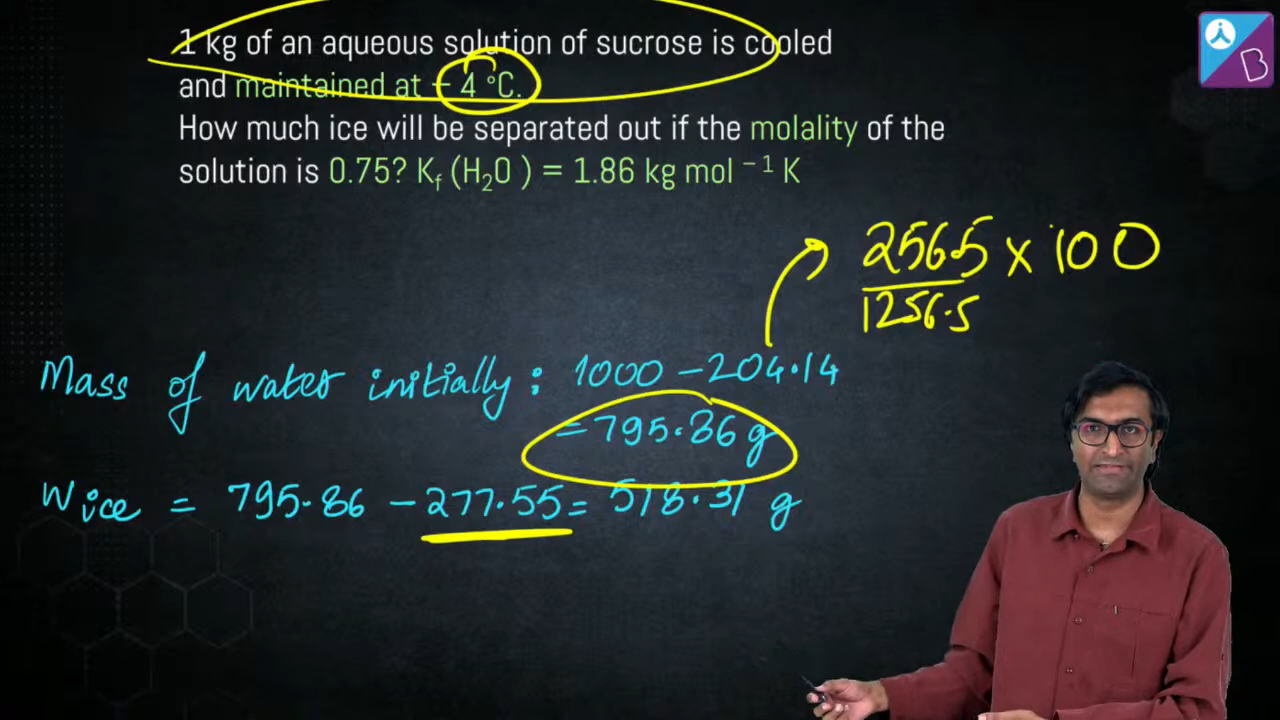 1 kg of an aqueous solution of sucrose is cooled
and maintained at − 4 °C.
How much ice will be separated out if the molality of the
solution is 0.75? Kf (H₂O ) = 1.86 kg mol ⁻¹ K
256.5 × 100
1256.5
Mass of water initially : 1000 − 204.14
= 795.86 g
Wice = 795.86 − 277.55 = 518.31 g
B